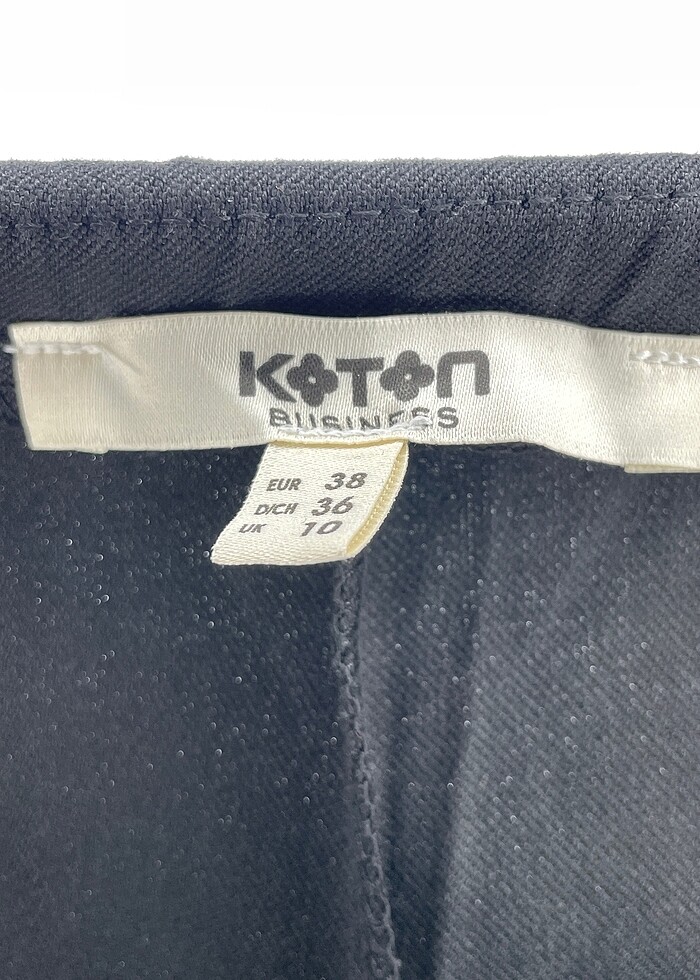 KOTON
BUSINESS
EUR 38
D/CH 36
UK 10